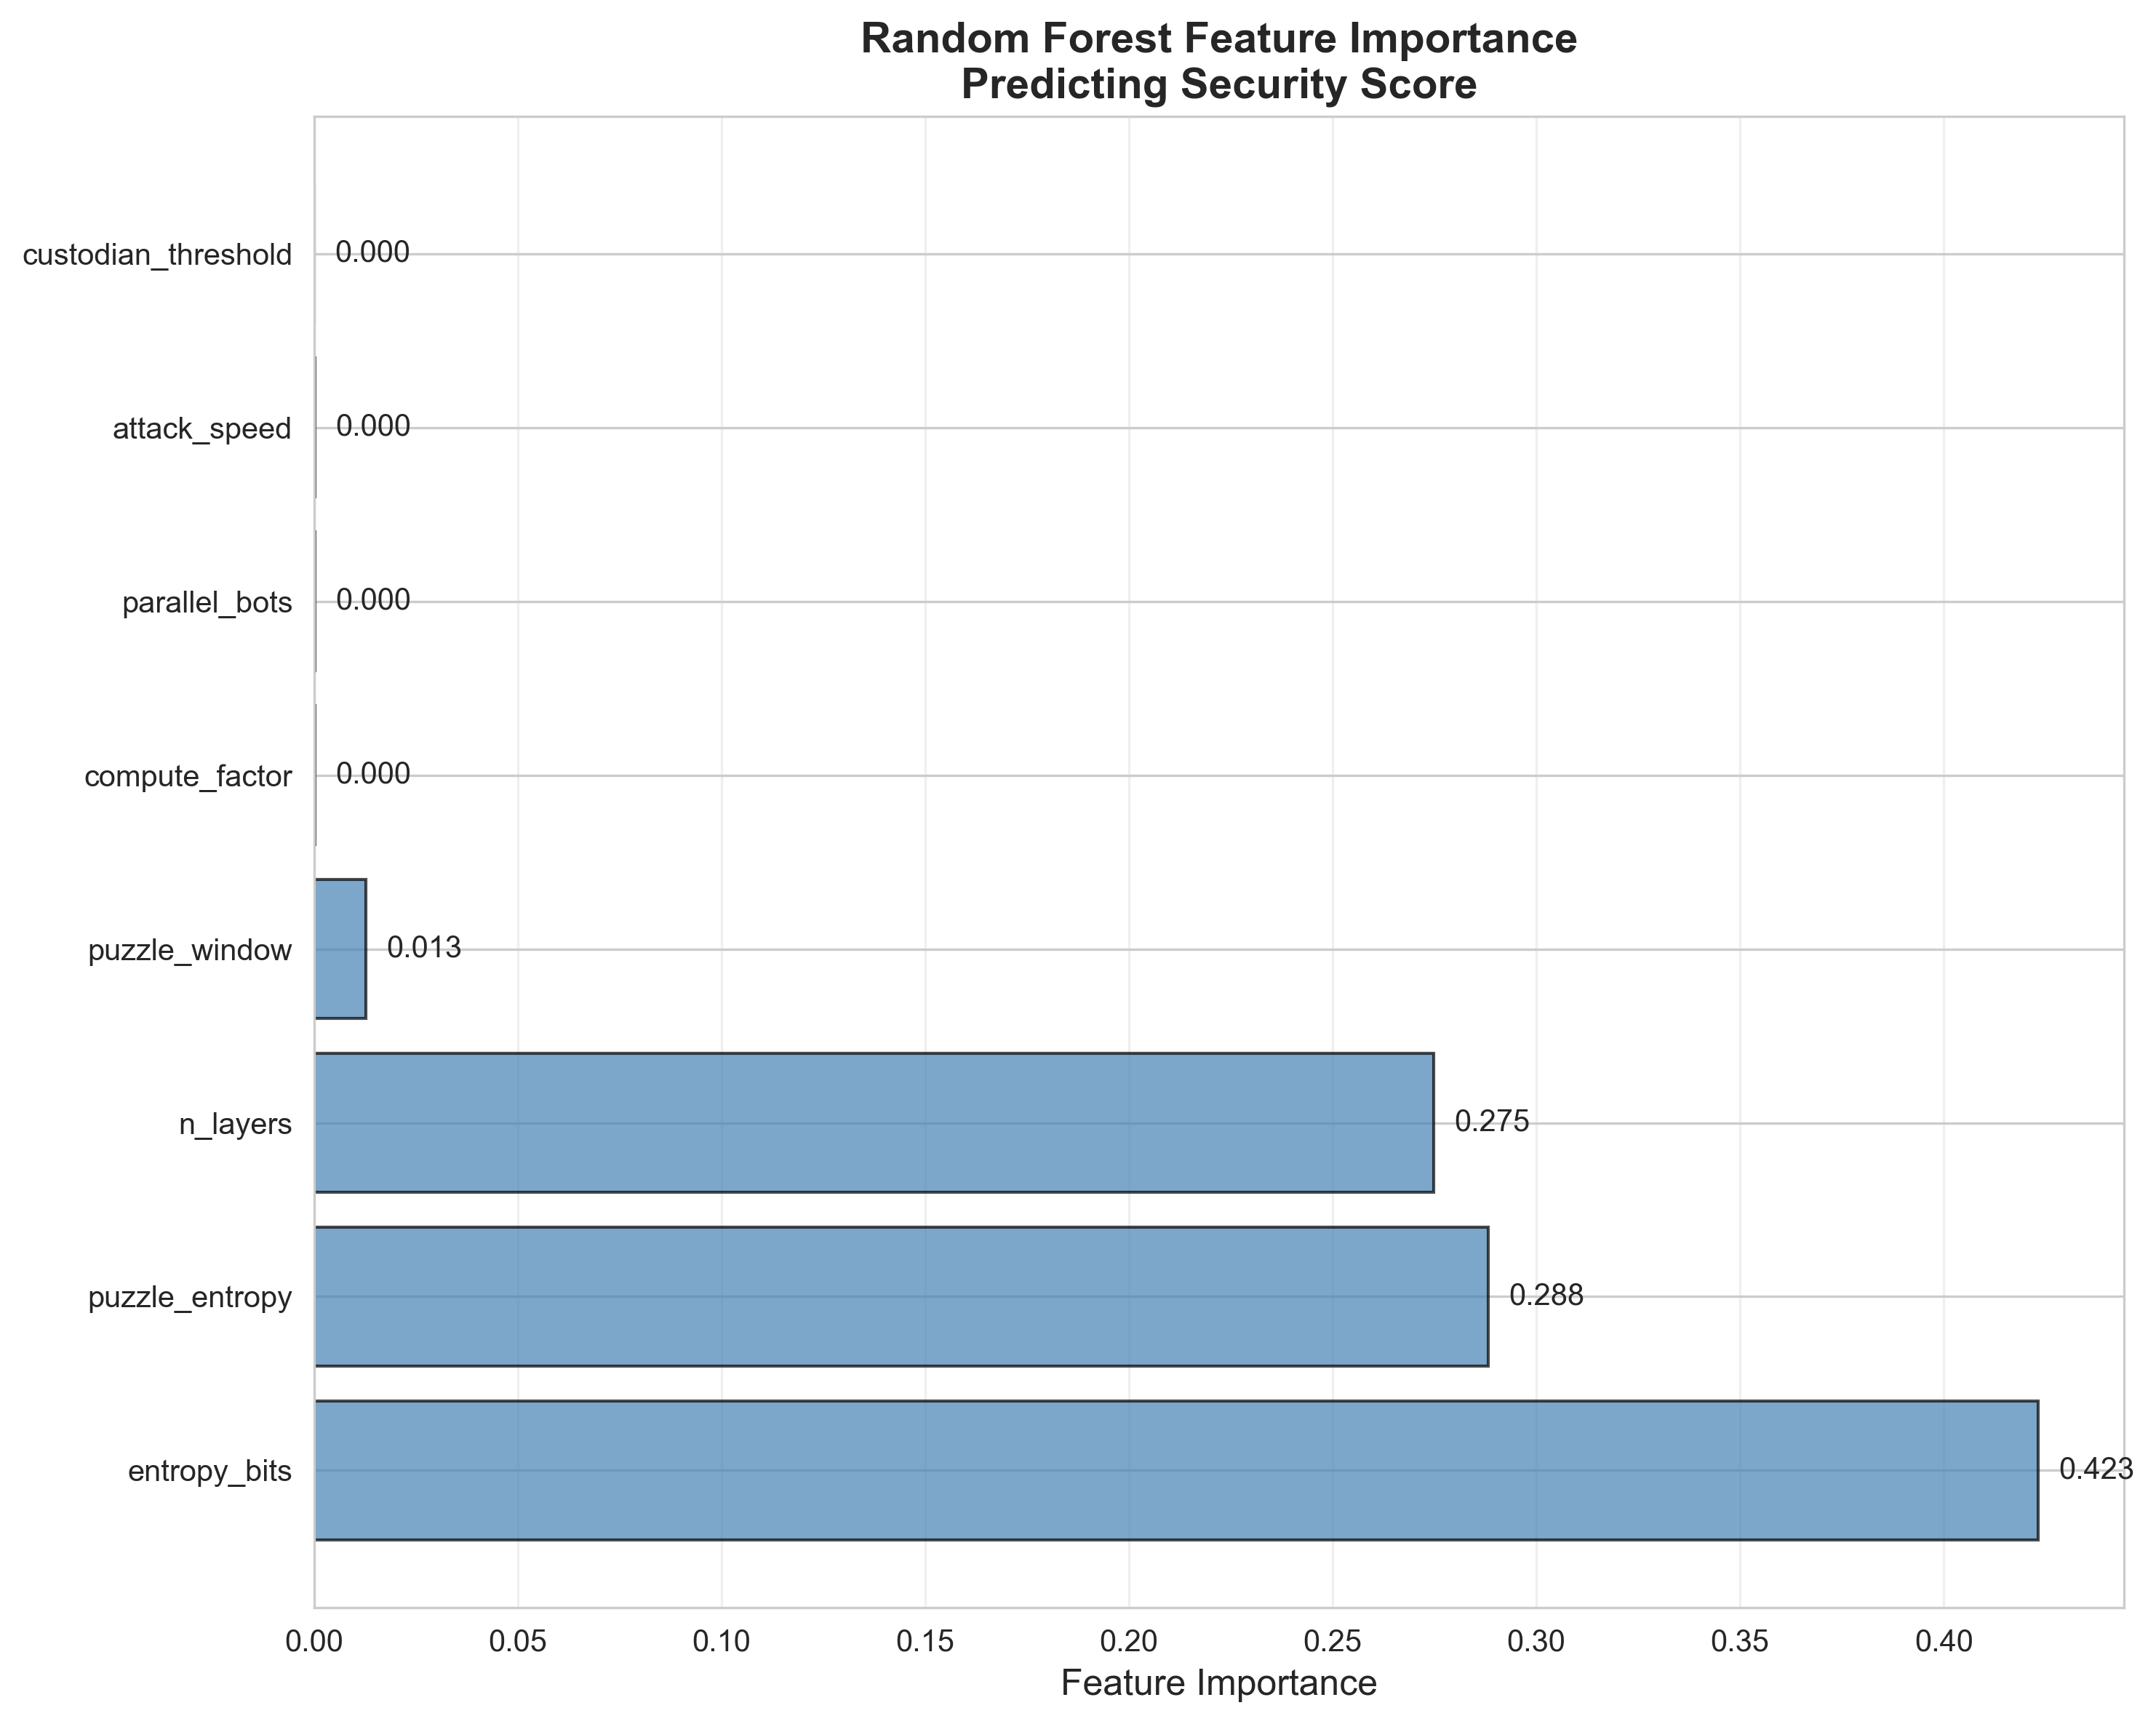 Random Forest Feature Importance
Predicting Security Score
custodian_threshold 0.000
attack_speed 0.000
parallel_bots 0.000
compute_factor 0.000
puzzle_window 0.013
n_layers 0.275
puzzle_entropy 0.288
entropy_bits 0.423
0.00 0.05 0.10 0.15 0.20 0.25 0.30 0.35 0.40
Feature Importance